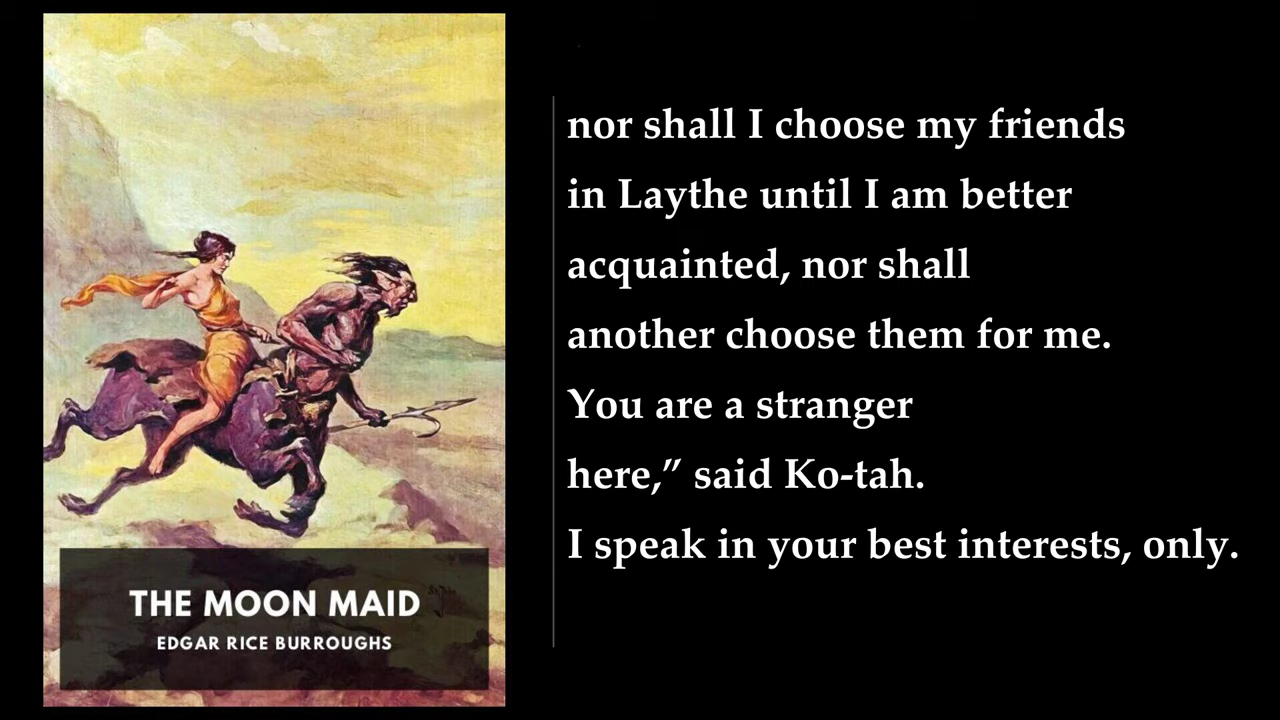 THE MOON MAID
EDGAR RICE BURROUGHS
nor shall I choose my friends
in Laythe until I am better
acquainted, nor shall
another choose them for me.
You are a stranger
here,” said Ko-tah.
I speak in your best interests, only.